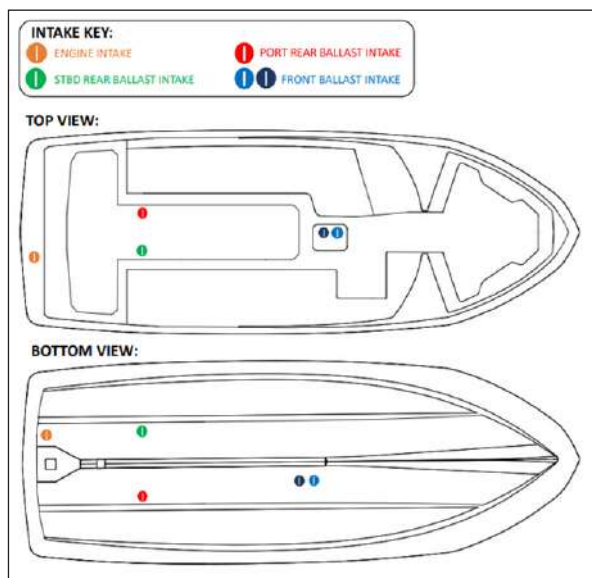 INTAKE KEY:
ENGINE INTAKE
PORT REAR BALLAST INTAKE
STBD REAR BALLAST INTAKE
FRONT BALLAST INTAKE
TOP VIEW:
BOTTOM VIEW: